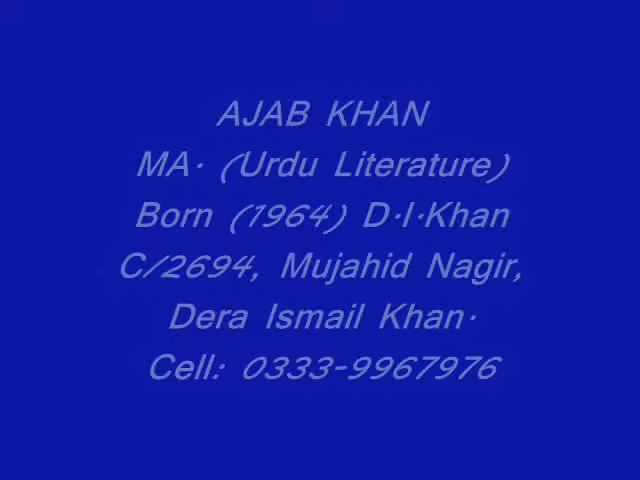 AJAB KHAN
MA. (Urdu Literature)
Born (1964) D.I.Khan
C/2694, Mujahid Nagir,
Dera Ismail Khan.
Cell: 0333-9967976